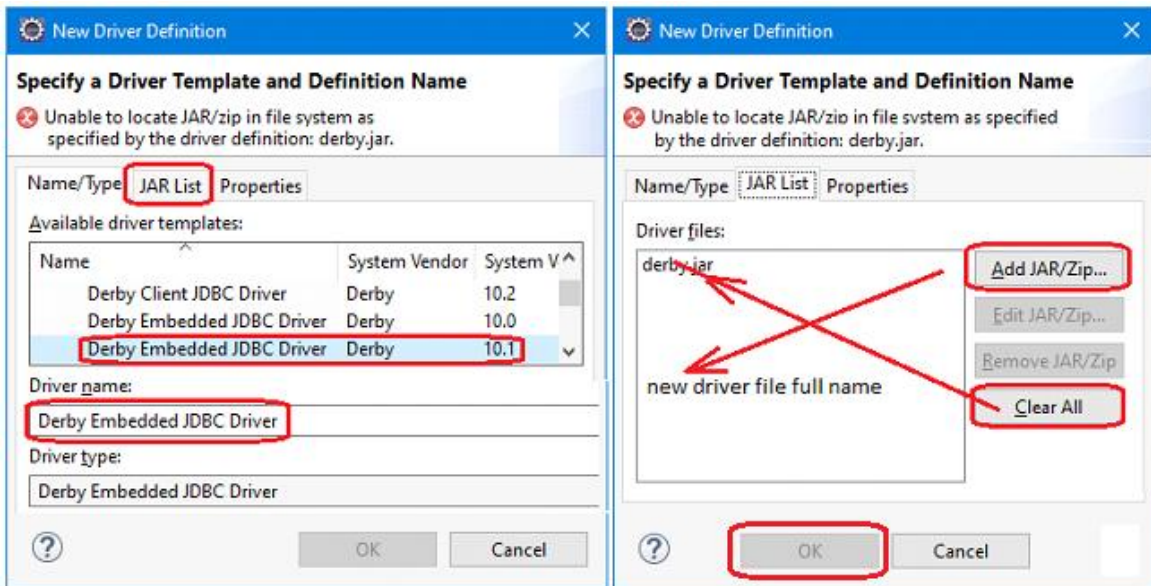 New Driver Definition
Specify a Driver Template and Definition Name
Unable to locate JAR/zip in file system as
specified by the driver definition: derby.jar.
Name/Type JAR List Properties
Available driver templates:
Name System Vendor System V
Derby Client JDBC Driver Derby 10.2
Derby Embedded JDBC Driver Derby 10.0
Derby Embedded JDBC Driver Derby 10.1
Driver name:
Derby Embedded JDBC Driver
Driver type:
Derby Embedded JDBC Driver
? OK Cancel
New Driver Definition
Specify a Driver Template and Definition Name
Unable to locate JAR/zip in file system as specified
by the driver definition: derby.jar.
Name/Type JAR List Properties
Driver files:
derby.jar
Add JAR/Zip...
Edit JAR/Zip...
Remove JAR/Zip
new driver file full name
Clear All
? OK Cancel